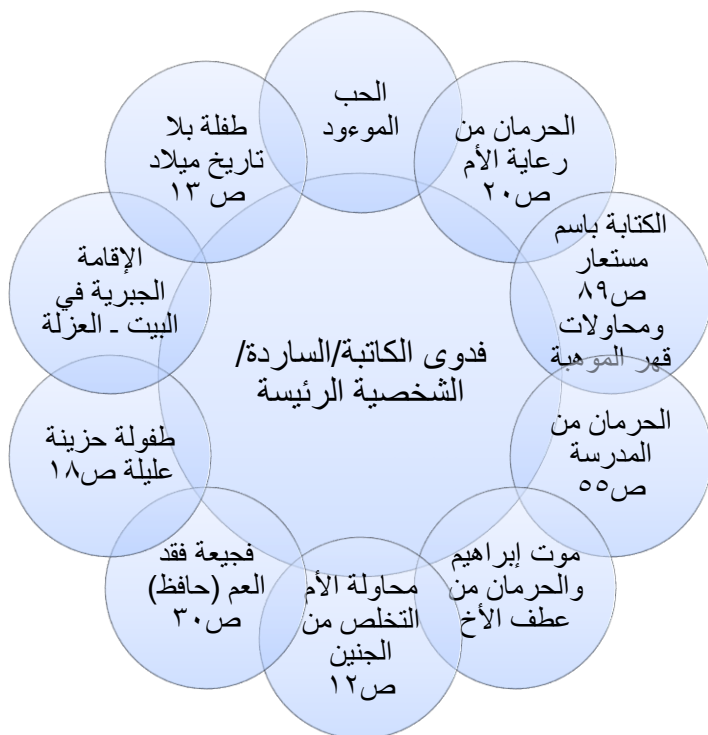 الحب
الموءود
الحرمان من
رعاية الأم
ص٢٠
الكتابة باسم
مستعار
ص٨٩
ومحاولات
قهر الموهبة
الحرمان من
المدرسة
ص٥٥
موت إبراهيم
والحرمان من
عطف الأخ
محاولة الأم
التخلص من
الجنين
ص١٢
فجيعة فقد
العم (حافظ)
ص٣٠
طفولة حزينة
عليلة ص١٨
الإقامة
الجبرية في
البيت ـ العزلة
طفلة بلا
تاريخ ميلاد
ص ١٣
فدوى الكاتبة/الساردة/
الشخصية الرئيسة